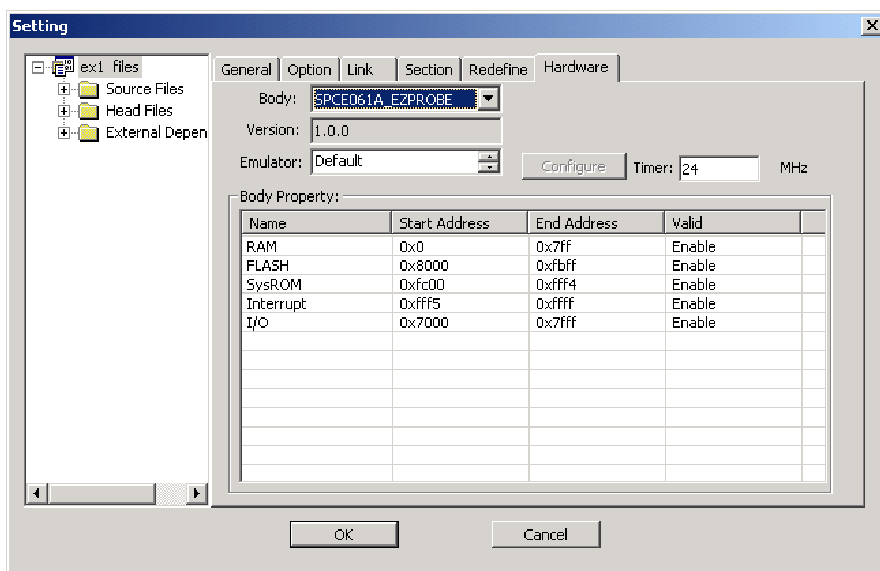 Setting
ex1 files
Source Files
Head Files
External Depen
General Option Link Section Redefine Hardware
Body: SPCE061A_EZPROBE
Version: 1.0.0
Emulator: Default Configure Timer: 24 MHz
Body Property:
Name Start Address End Address Valid
RAM 0x0 0x7ff Enable
FLASH 0x8000 0xfbff Enable
SysROM 0xfc00 0xfff4 Enable
Interrupt 0xfff5 0xffff Enable
I/O 0x7000 0x7fff Enable
OK Cancel